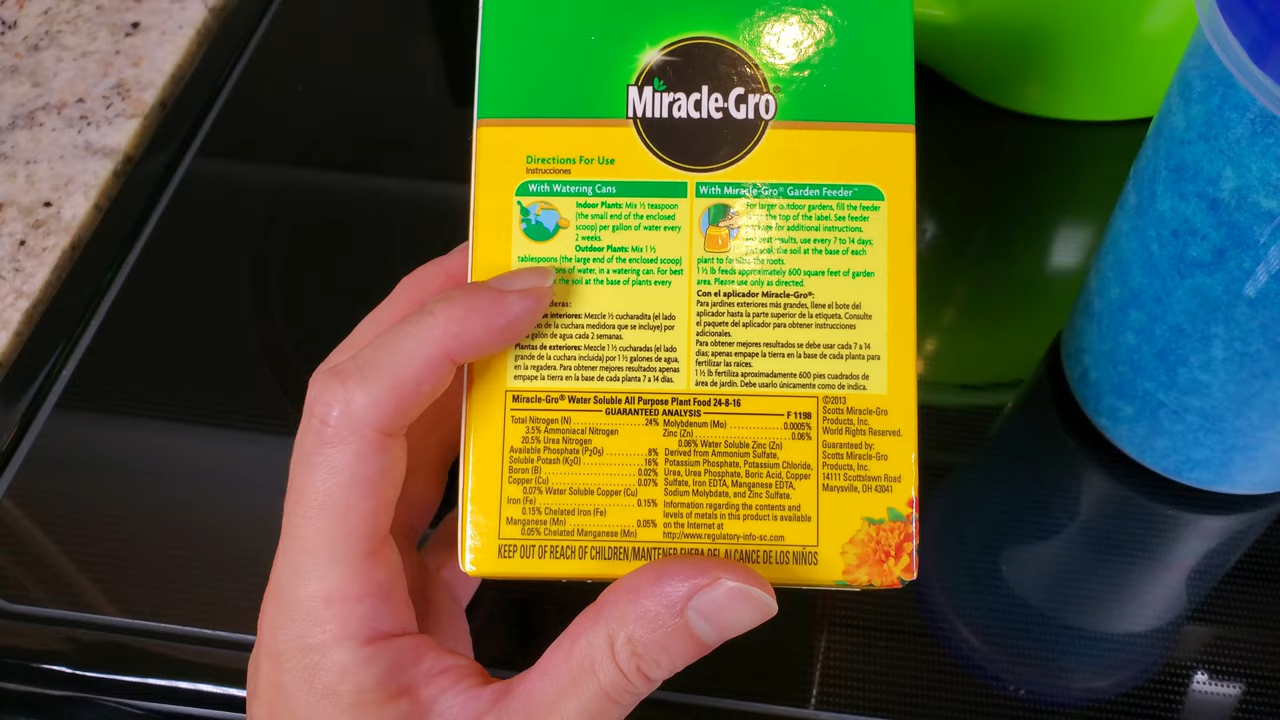 Miracle-Gro®
Directions For Use
Instrucciones
With Watering Cans
Indoor Plants: Mix ½ teaspoon
(the small end of the enclosed
scoop) per gallon of water every
2 weeks.
Outdoor Plants: Mix 1½
tablespoons (the large end of the enclosed scoop)
of water, in a watering can. For best
the soil at the base of plants every
interiores: Mezcle ½ cucharadita (el lado
de la cuchara medidora que se incluye) por
galón de agua cada 2 semanas.
Plantas de exteriores: Mezcle 1½ cucharadas (el lado
grande de la cuchara incluida) por 1½ galones de agua,
en la regadera. Para obtener mejores resultados apenas
empape la tierra en la base de cada planta 7 a 14 días.
With Miracle-Gro® Garden Feeder™
For larger outdoor gardens, fill the feeder
the top of the label. See feeder
for additional instructions.
results, use every 7 to 14 days;
soak the soil at the base of each
plant to the roots.
1½ lb feeds approximately 600 square feet of garden
area. Please use only as directed.
Con el aplicador Miracle-Gro®:
Para jardines exteriores más grandes, llene el bote del
aplicador hasta la parte superior de la etiqueta. Consulte
el paquete del aplicador para obtener instrucciones
adicionales.
Para obtener mejores resultados se debe usar cada 7 a 14
días; apenas empape la tierra en la base de cada planta para
fertilizar las raíces.
1½ lb fertiliza aproximadamente 600 pies cuadrados de
área de jardín. Debe usarlo únicamente como de indica.
Miracle-Gro® Water Soluble All Purpose Plant Food 24-8-16
GUARANTEED ANALYSIS
F 1198
Total Nitrogen (N) 24%
3.5% Ammoniacal Nitrogen
20.5% Urea Nitrogen
Available Phosphate (P2O5) 8%
Soluble Potash (K2O) 16%
Boron (B) 0.02%
Copper (Cu) 0.07%
0.07% Water Soluble Copper (Cu)
Iron (Fe) 0.15%
0.15% Chelated Iron (Fe)
Manganese (Mn) 0.05%
0.05% Chelated Manganese (Mn)
Molybdenum (Mo) 0.0005%
Zinc (Zn) 0.06%
0.06% Water Soluble Zinc (Zn)
Derived from Ammonium Sulfate,
Potassium Phosphate, Potassium Chloride,
Urea, Urea Phosphate, Boric Acid, Copper
Sulfate, Iron EDTA, Manganese EDTA,
Sodium Molybdate, and Zinc Sulfate.
Information regarding the contents and
levels of metals in this product is available
on the Internet at
http://www.regulatory-info-sc.com
©2013
Scotts Miracle-Gro
Products, Inc.
World Rights Reserved.
Guaranteed by:
Scotts Miracle-Gro
Products, Inc.
14111 Scottslawn Road
Marysville, OH 43041
KEEP OUT OF REACH OF CHILDREN/MANTENER FUERA DEL ALCANCE DE LOS NIÑOS